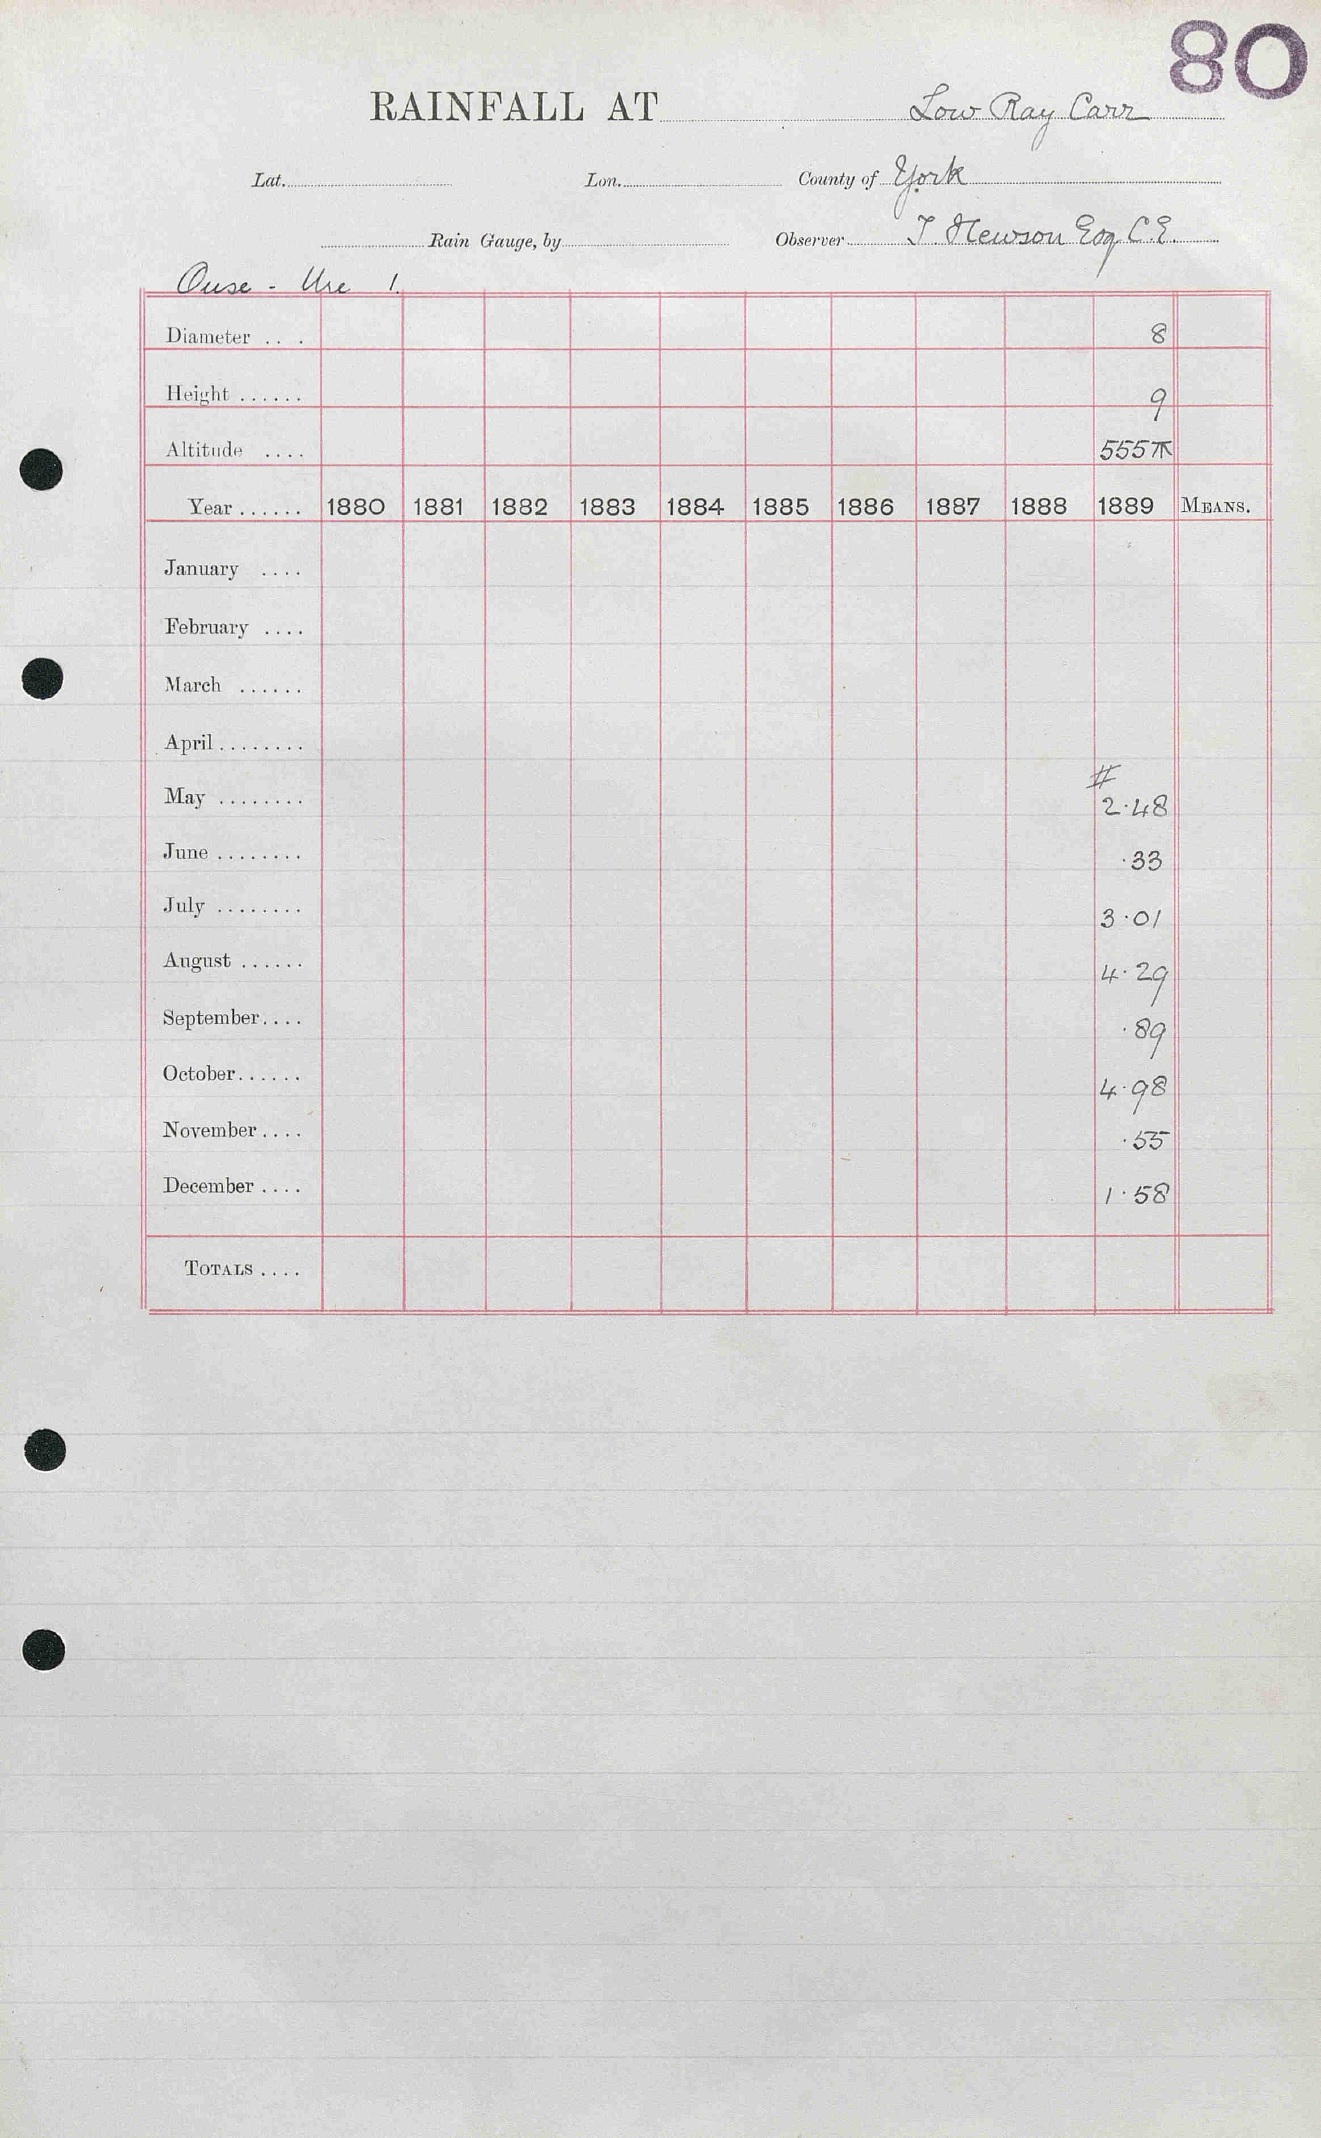 80
RAINFALL AT Low Ray Carr
Lat. Lon. County of York
Rain Gauge, by Observer T. Hewson Esq C.E.
Ouse - Ure 1.
Diameter .. . 8
Height ...... 9
Altitude .... 555
Year ...... 1880 1881 1882 1883 1884 1885 1886 1887 1888 1889 MEANS.
January ....
February ....
March ......
April ........
#
May ........ 2.48
June ........ .33
July ........ 3.01
August ...... 4.29
September.... .89
October...... 4.98
November.... .55
December.... 1.58
TOTALS ....